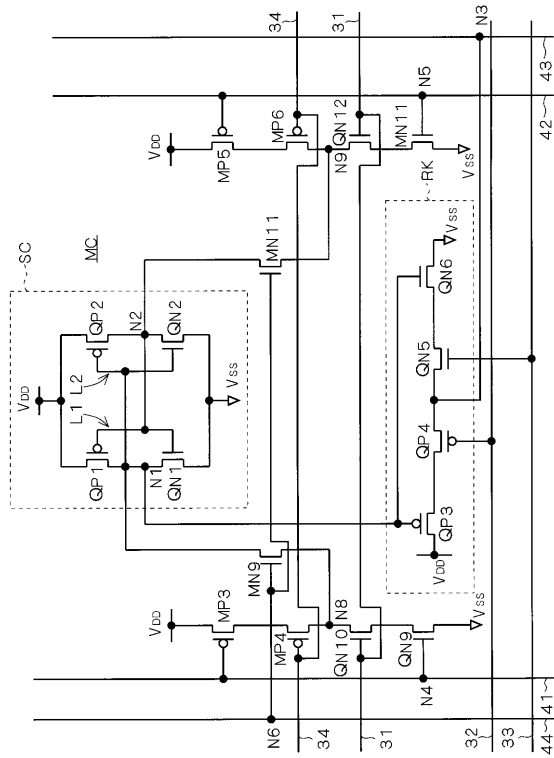 34
31
N3
43
N5
42
VDD
MP5
MP6
QN12
N9
MN11
VSS
RK
SC
MC
MN11
VSS
QN6
VDD
QP2
N2
QN2
L1 L2
VSS
QN5
QP4
QP1
N1
QN1
QP3
VDD
MN9
VDD
MP3
MP4
N8
QN10
QN9
VSS
N4
N6
34
31
32
33
41
44